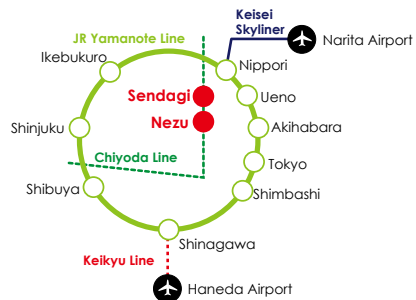 Keisei
Skyliner
JR Yamanote Line
Narita Airport
Ikebukuro
Nippori
Sendagi
Ueno
Nezu
Shinjuku
Akihabara
Chiyoda Line
Tokyo
Shibuya
Shimbashi
Shinagawa
Keikyu Line
Haneda Airport